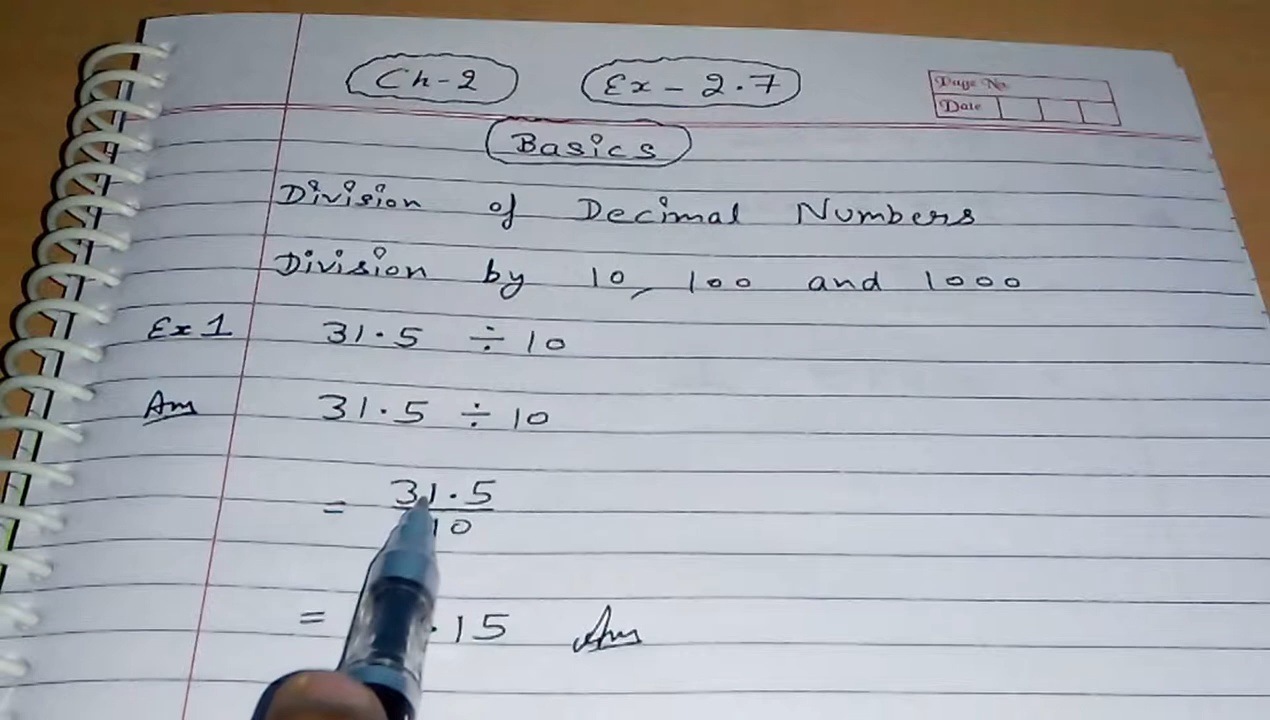 Ch-2 Ex - 2.7
Page No.
Date
Basics
Division of Decimal Numbers
Division by 10, 100 and 1000
Ex 1 31.5 ÷ 10
Ans 31.5 ÷ 10
= 31.5
10
= .15 Ans